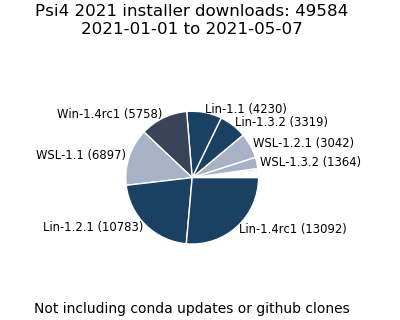 Psi4 2021 installer downloads: 49584
2021-01-01 to 2021-05-07
Lin-1.1 (4230)
Win-1.4rc1 (5758)
Lin-1.3.2 (3319)
WSL-1.2.1 (3042)
WSL-1.1 (6897)
WSL-1.3.2 (1364)
Lin-1.2.1 (10783)
Lin-1.4rc1 (13092)
Not including conda updates or github clones